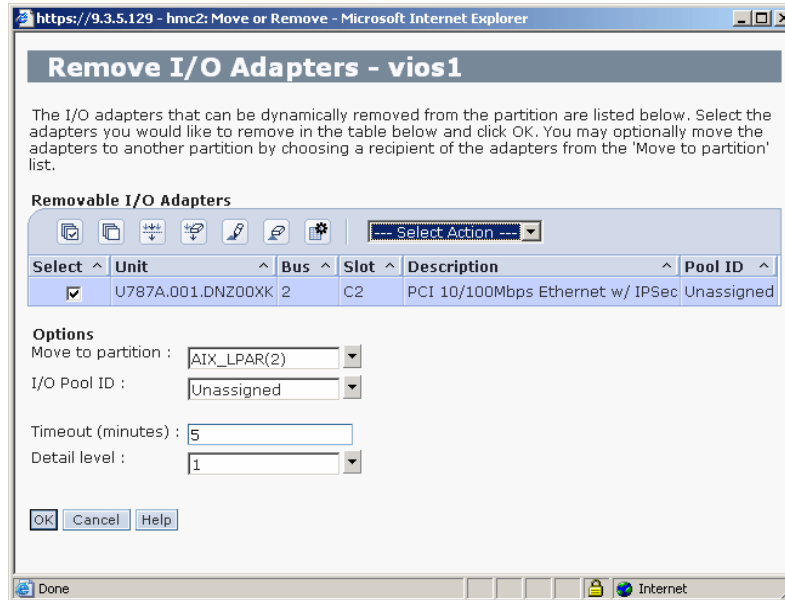 https://9.3.5.129 - hmc2: Move or Remove - Microsoft Internet Explorer
Remove I/O Adapters - vios1
The I/O adapters that can be dynamically removed from the partition are listed below. Select the
adapters you would like to remove in the table below and click OK. You may optionally move the
adapters to another partition by choosing a recipient of the adapters from the 'Move to partition'
list.
Removable I/O Adapters
--- Select Action ---
Select ^ Unit ^ Bus ^ Slot ^ Description ^ Pool ID ^
U787A.001.DNZ00XK 2 C2 PCI 10/100Mbps Ethernet w/ IPSec Unassigned
Options
Move to partition : AIX_LPAR(2)
I/O Pool ID : Unassigned
Timeout (minutes) : 5
Detail level : 1
OK Cancel Help
Done Internet